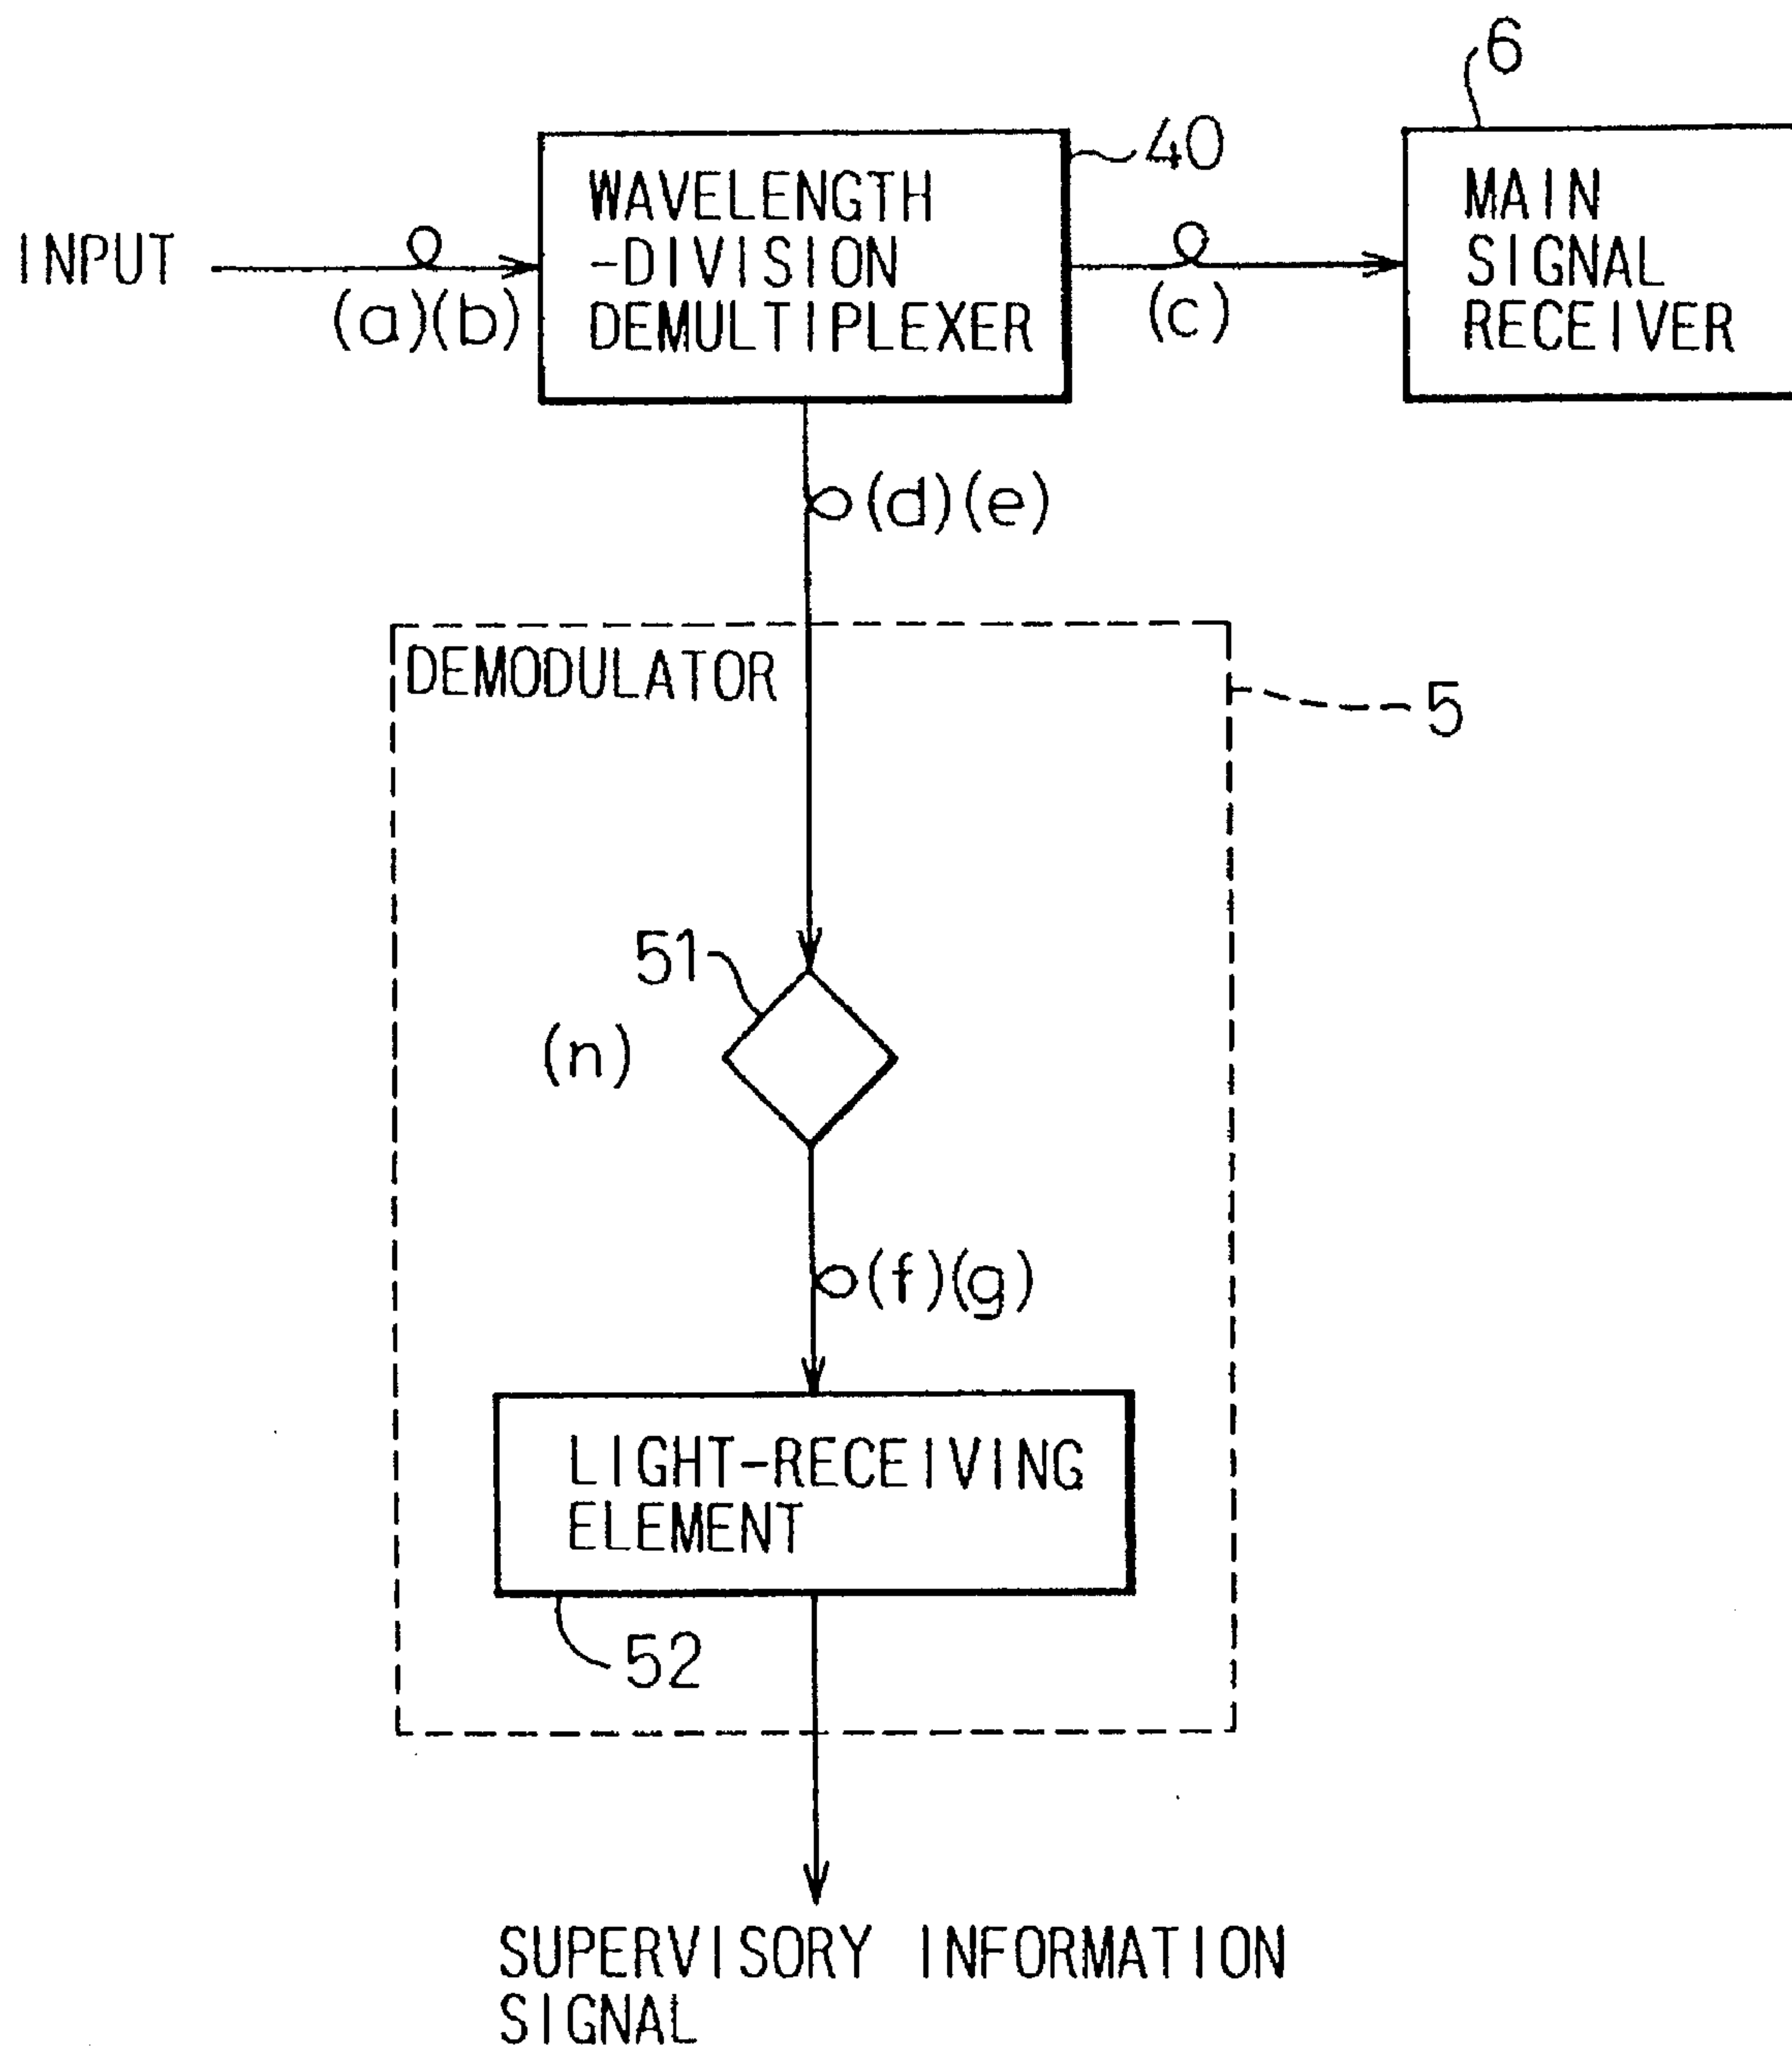 6
40
WAVELENGTH
-DIVISION
DEMULTIPLEXER
MAIN
SIGNAL
RECEIVER
INPUT
(a)(b)
(c)
(d)(e)
DEMODULATOR
5
51
(n)
(f)(g)
LIGHT-RECEIVING
ELEMENT
52
SUPERVISORY INFORMATION
SIGNAL